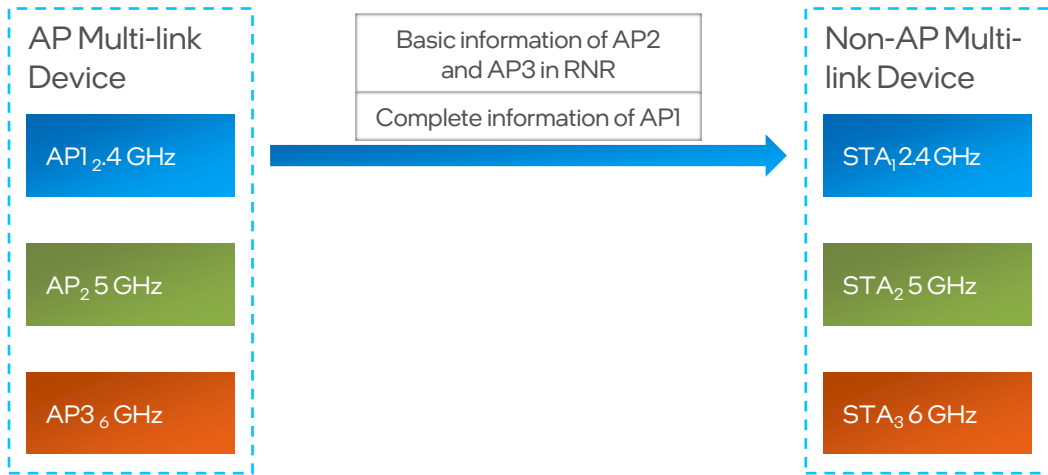 AP Multi-link
Device
AP1 ₂.4 GHz
AP₂ 5 GHz
AP3 ₆ GHz
Basic information of AP2
and AP3 in RNR
Complete information of AP1
Non-AP Multi-
link Device
STA₁ 2.4 GHz
STA₂ 5 GHz
STA₃ 6 GHz